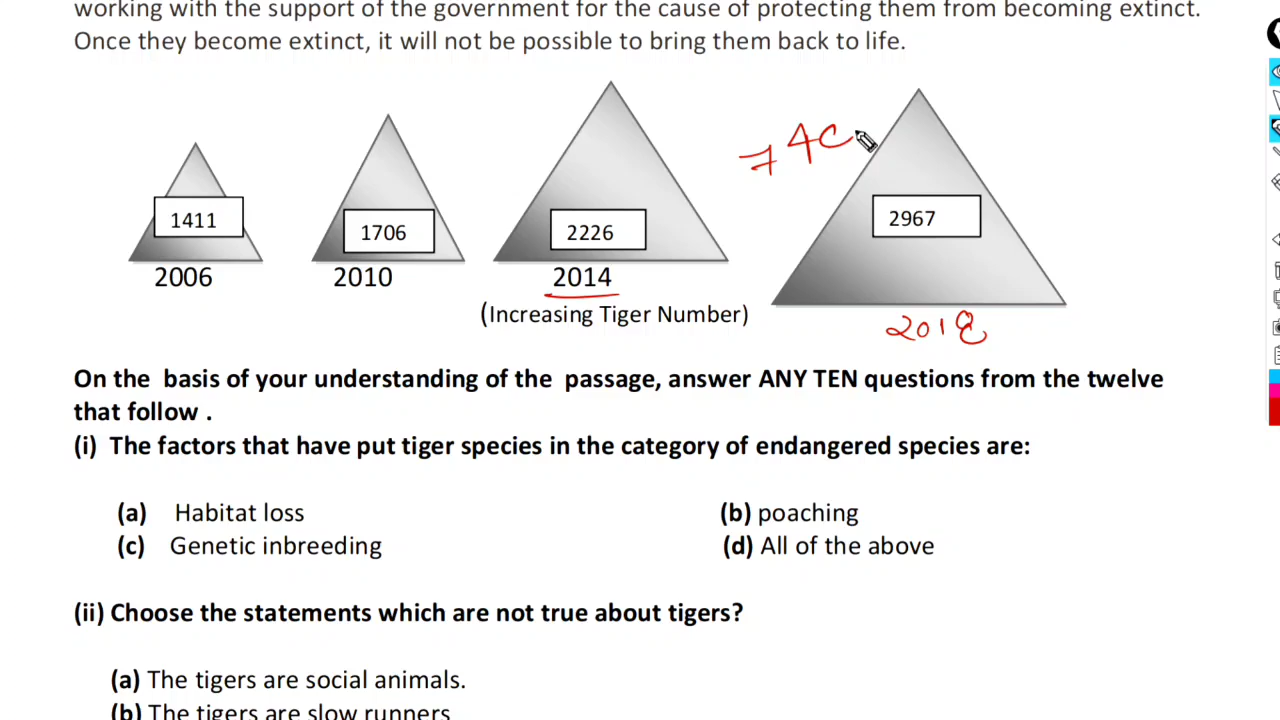 working with the support of the government for the cause of protecting them from becoming extinct.
Once they become extinct, it will not be possible to bring them back to life.
740
1411
1706
2226
2967
2006
2010
2014
(Increasing Tiger Number)
2018
On the basis of your understanding of the passage, answer ANY TEN questions from the twelve
that follow .
(i) The factors that have put tiger species in the category of endangered species are:
(a) Habitat loss (b) poaching
(c) Genetic inbreeding (d) All of the above
(ii) Choose the statements which are not true about tigers?
(a) The tigers are social animals.
(b) The tigers are slow runners